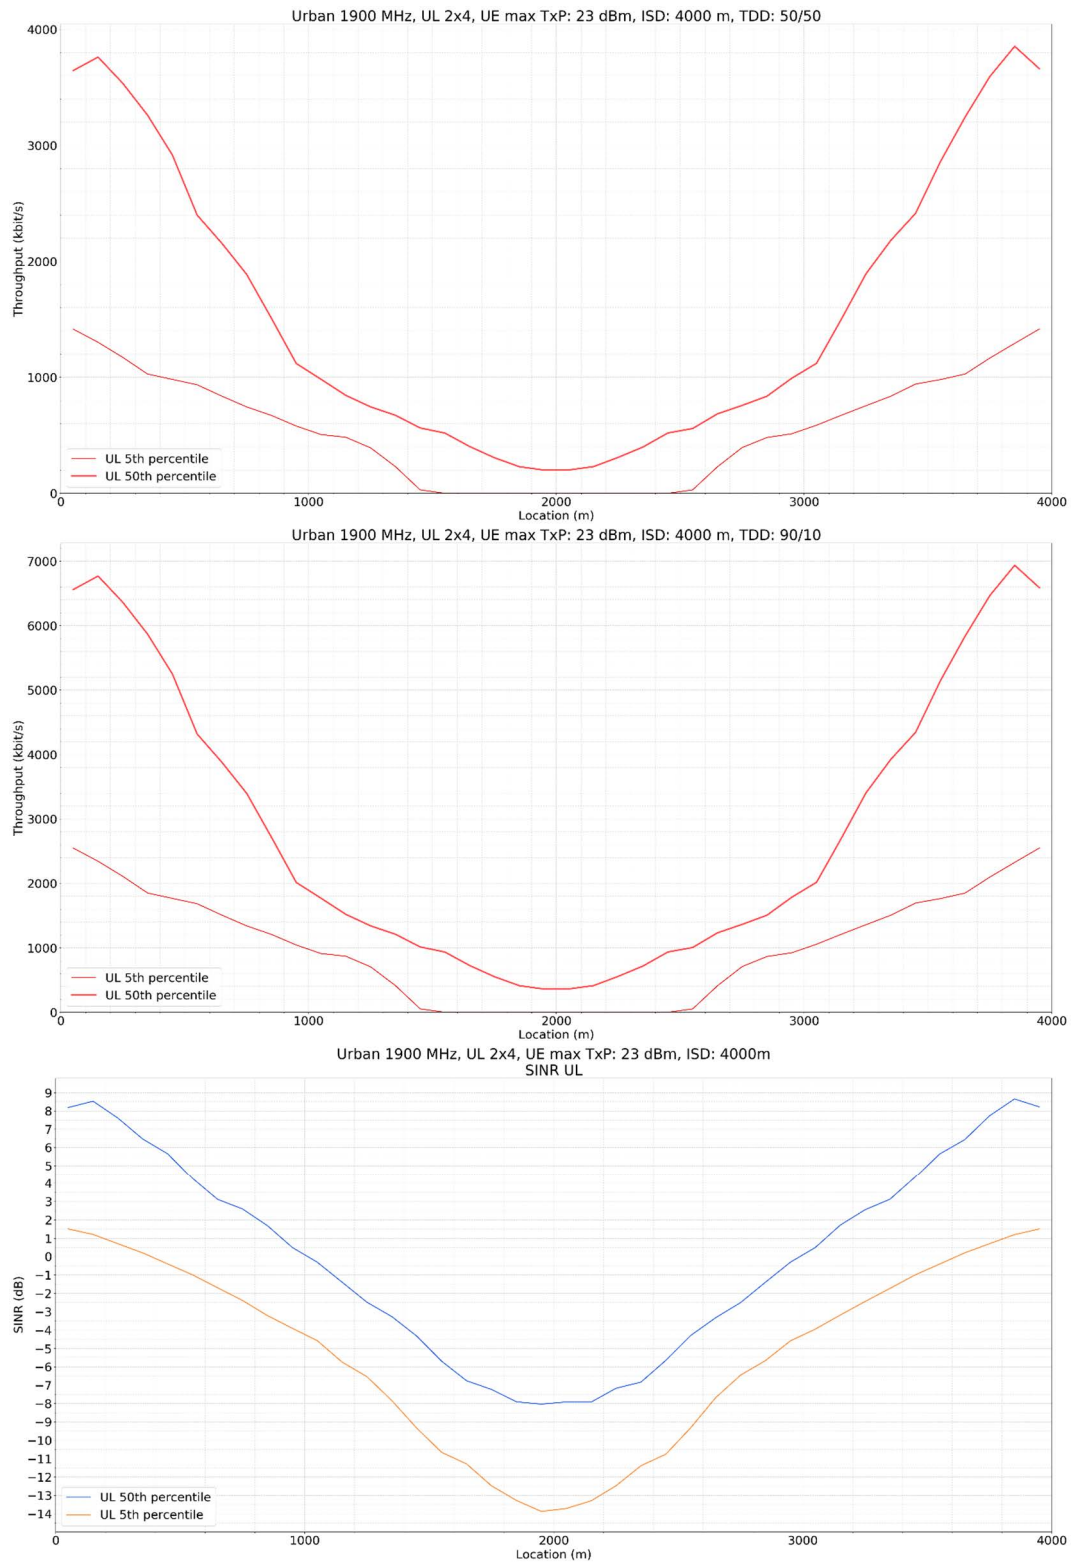 Urban 1900 MHz, UL 2x4, UE max TxP: 23 dBm, ISD: 4000 m, TDD: 50/50
4000
3000
2000
1000
0
Throughput (kbit/s)
UL 5th percentile
UL 50th percentile
0 1000 2000 3000 4000
Location (m)
Urban 1900 MHz, UL 2x4, UE max TxP: 23 dBm, ISD: 4000 m, TDD: 90/10
7000
6000
5000
4000
3000
2000
1000
0
Throughput (kbit/s)
UL 5th percentile
UL 50th percentile
0 1000 2000 3000 4000
Location (m)
Urban 1900 MHz, UL 2x4, UE max TxP: 23 dBm, ISD: 4000m
SINR UL
9
8
7
6
5
4
3
2
1
0
−1
−2
−3
−4
−5
−6
−7
−8
−9
−10
−11
−12
−13
−14
SINR (dB)
UL 50th percentile
UL 5th percentile
0 1000 2000 3000 4000
Location (m)